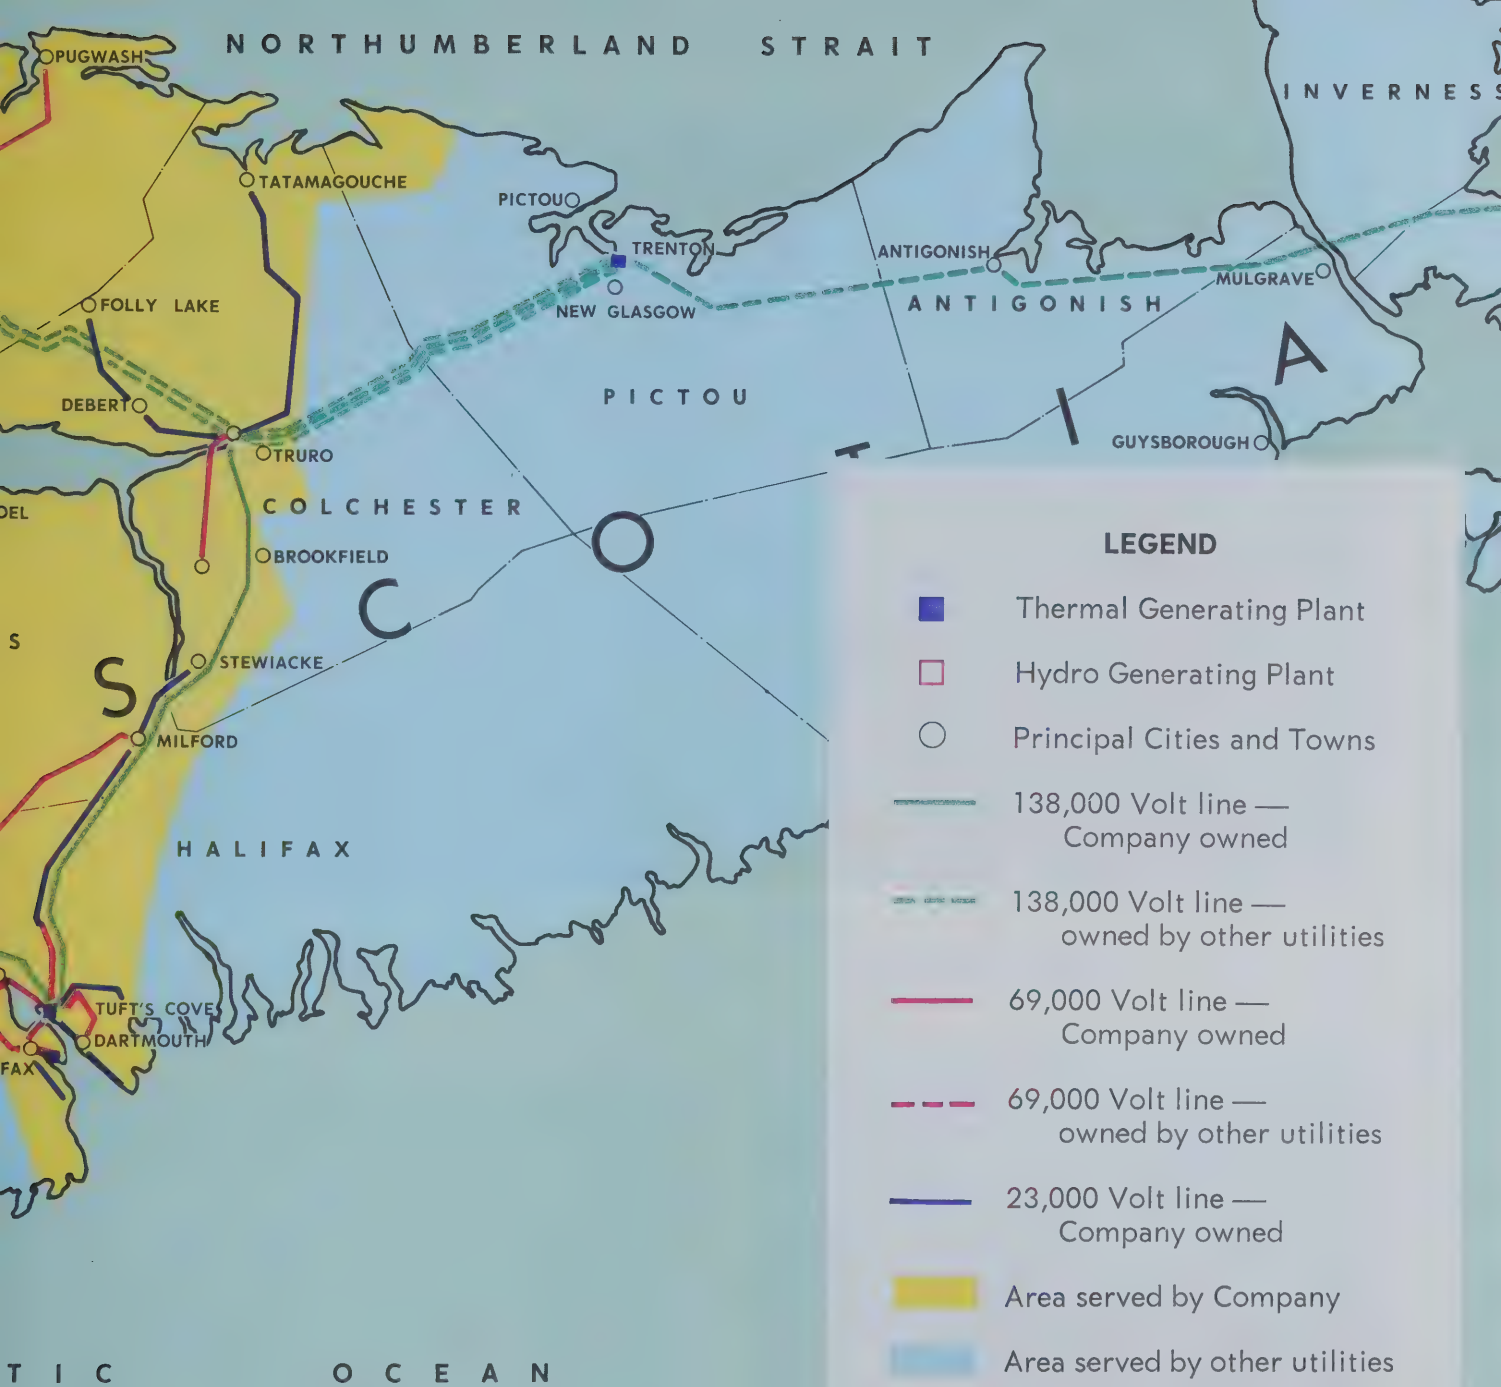 NORTHUMBERLAND STRAIT
PUGWASH
INVERNESS
TATAMAGOUCHE
PICTOU
TRENTON
ANTIGONISH
MULGRAVE
FOLLY LAKE
NEW GLASGOW
ANTIGONISH
A
DEBERT
PICTOU
I
GUYSBOROUGH
T
TRURO
COLCHESTER
OEL
O
BROOKFIELD
C
S
STEWIACKE
S
MILFORD
HALIFAX
TUFT'S COVE
DARTMOUTH
FAX
TIC OCEAN
LEGEND
Thermal Generating Plant
Hydro Generating Plant
Principal Cities and Towns
138,000 Volt line —
Company owned
138,000 Volt line —
owned by other utilities
69,000 Volt line —
Company owned
69,000 Volt line —
owned by other utilities
23,000 Volt line —
Company owned
Area served by Company
Area served by other utilities